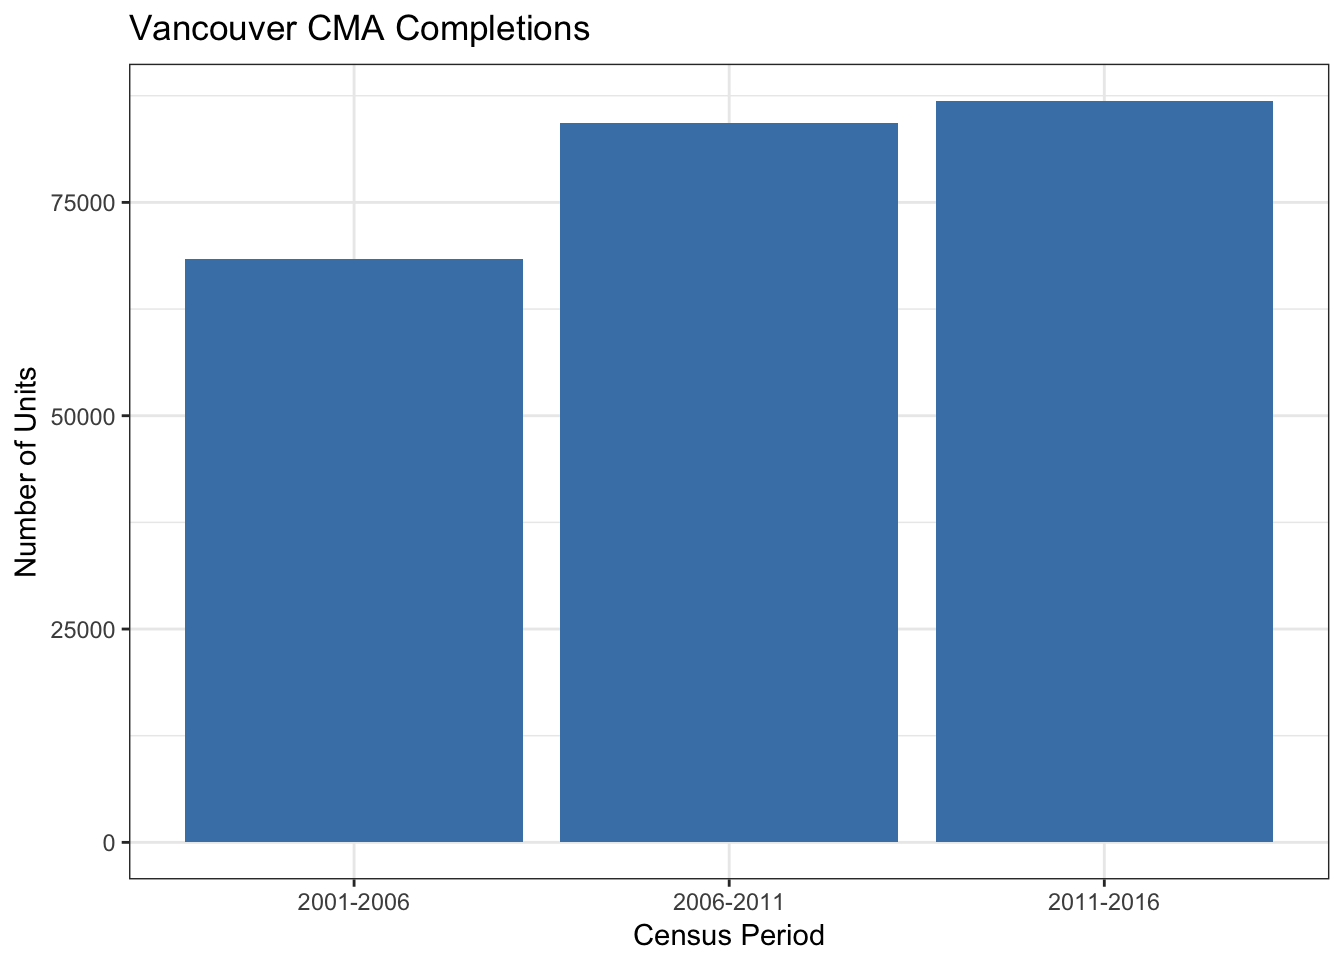 Vancouver CMA Completions
Number of Units
75000
50000
25000
0
2001-2006
2006-2011
2011-2016
Census Period